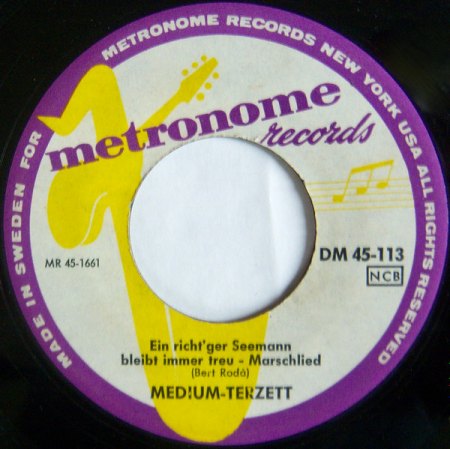 MADE IN SWEDEN FOR METRONOME RECORDS NEW YORK USA ALL RIGHTS RESERVED
metronome
records
MR 45-1661
DM 45-113
NCB
Ein richt'ger Seemann
bleibt immer treu - Marschlied
(Bert Rodà)
MEDIUM-TERZETT